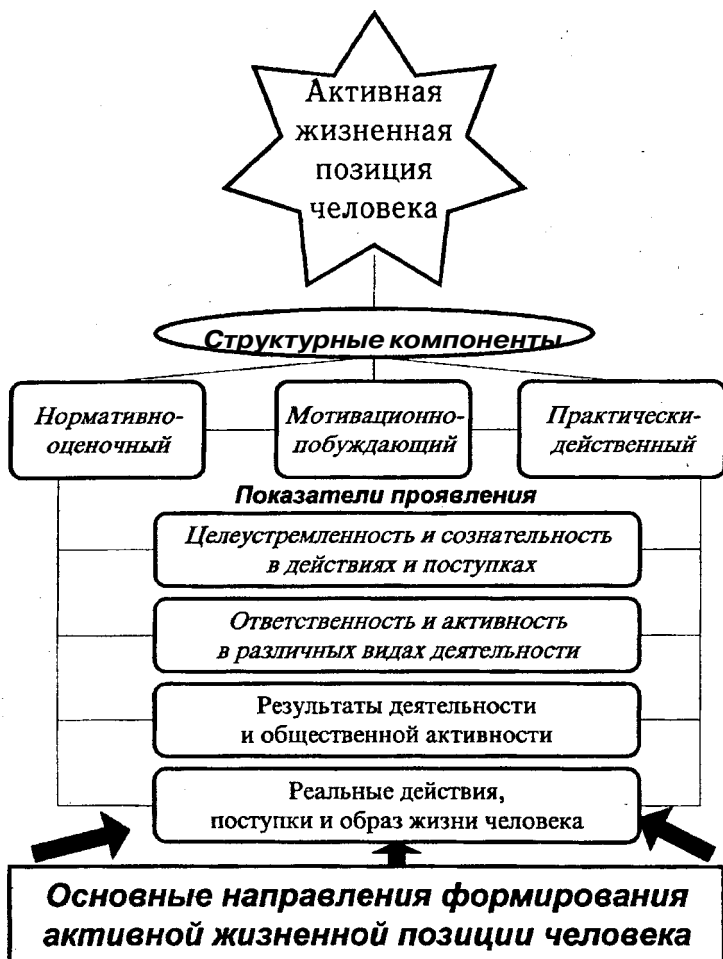 Активная
жизненная
позиция
человека
Структурные компоненты
Нормативно-
оценочный
Мотивационно-
побуждающий
Практически-
действенный
Показатели проявления
Целеустремленность и сознательность
в действиях и поступках
Ответственность и активность
в различных видах деятельности
Результаты деятельности
и общественной активности
Реальные действия,
поступки и образ жизни человека
Основные направления формирования
активной жизненной позиции человека